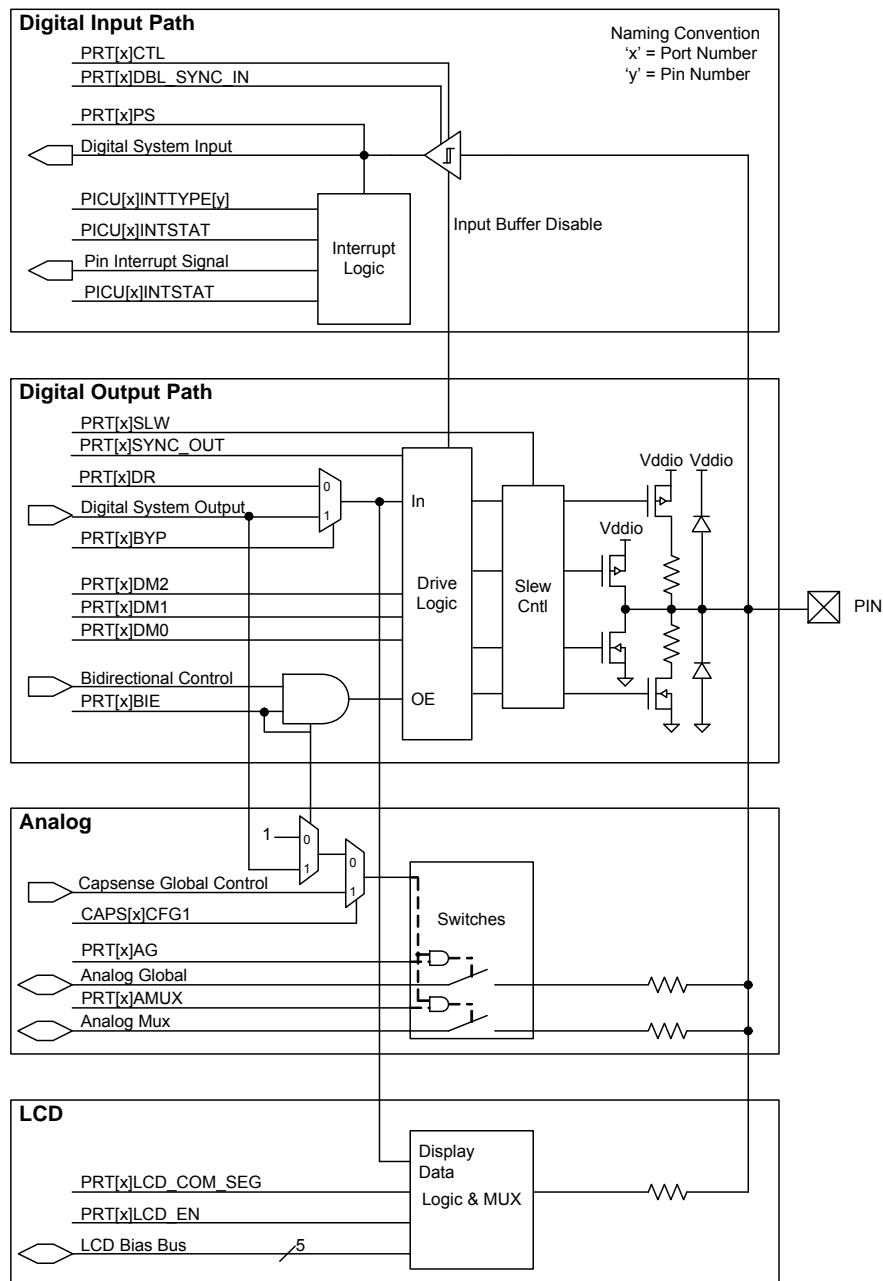 Digital Input Path
Naming Convention
‘x’ = Port Number
‘y’ = Pin Number
PRT[x]CTL
PRT[x]DBL_SYNC_IN
PRT[x]PS
Digital System Input
PICU[x]INTTYPE[y]
PICU[x]INTSTAT
Pin Interrupt Signal
PICU[x]INTSTAT
Interrupt
Logic
Input Buffer Disable
Digital Output Path
PRT[x]SLW
PRT[x]SYNC_OUT
PRT[x]DR
Digital System Output
PRT[x]BYP
0
1
PRT[x]DM2
PRT[x]DM1
PRT[x]DM0
Bidirectional Control
PRT[x]BIE
In
Drive
Logic
OE
Slew
Cntl
Vddio Vddio
Vddio
PIN
Analog
1
0
1
0
1
Capsense Global Control
CAPS[x]CFG1
Switches
PRT[x]AG
Analog Global
PRT[x]AMUX
Analog Mux
LCD
Display
Data
Logic & MUX
PRT[x]LCD_COM_SEG
PRT[x]LCD_EN
LCD Bias Bus
5